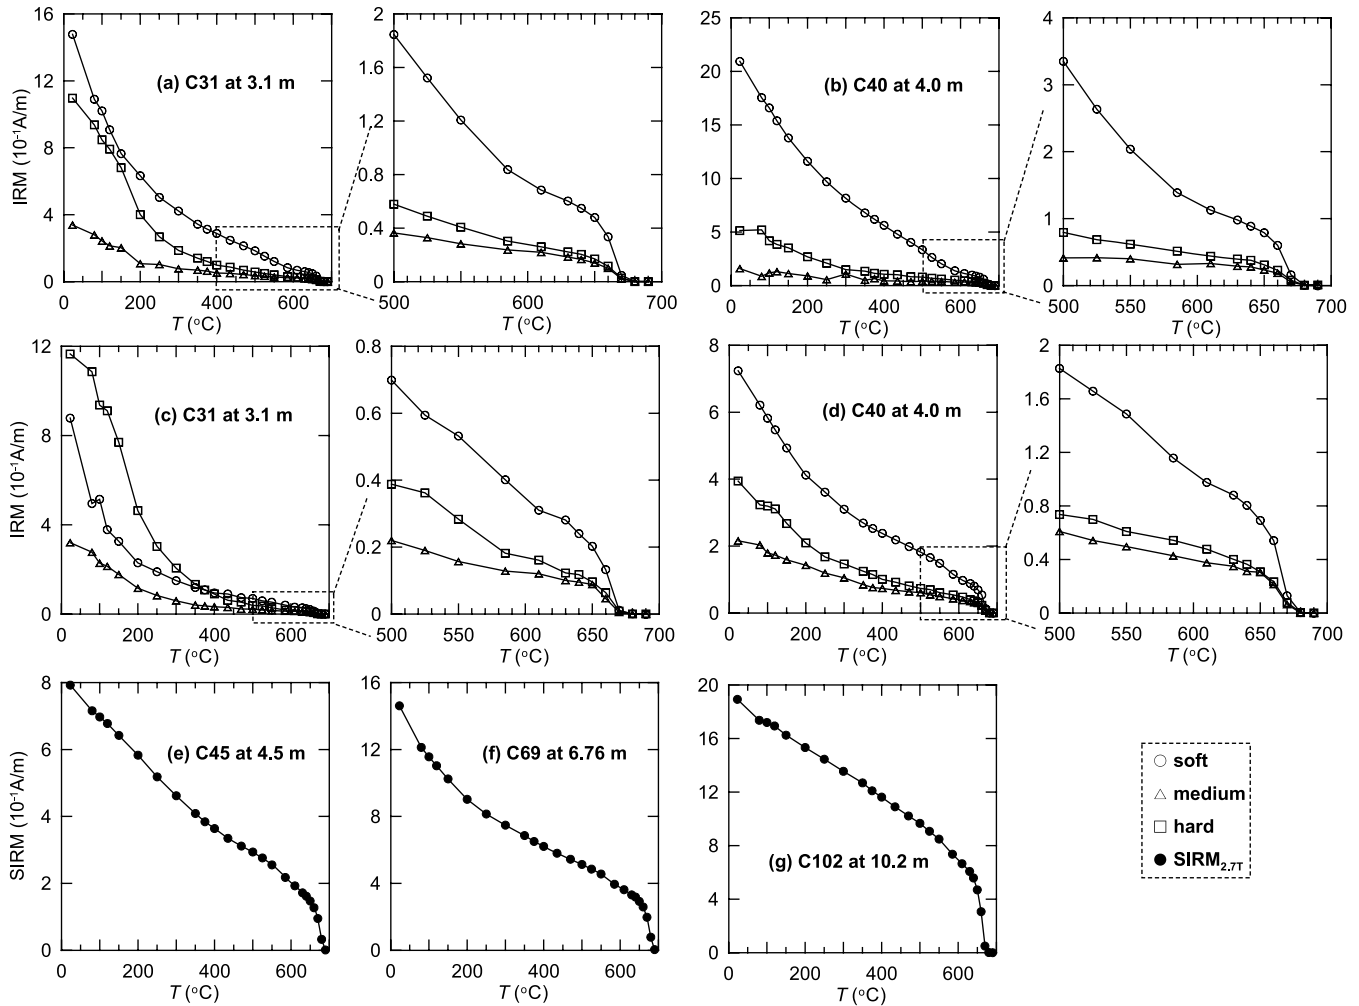 IRM (10⁻¹A/m)
16
12
8
4
0
(a) C31 at 3.1 m
0 200 400 600
T (°C)
2
1.6
1.2
0.8
0.4
0
500 550 600 650 700
T (°C)
25
20
15
10
5
0
(b) C40 at 4.0 m
0 200 400 600
T (°C)
4
3
2
1
0
500 550 600 650 700
T (°C)
IRM (10⁻¹A/m)
12
8
4
0
(c) C31 at 3.1 m
0 200 400 600
T (°C)
0.8
0.6
0.4
0.2
0
500 550 600 650 700
T (°C)
8
6
4
2
0
(d) C40 at 4.0 m
0 200 400 600
T (°C)
2
1.6
1.2
0.8
0.4
0
500 550 600 650 700
T (°C)
SIRM (10⁻¹A/m)
8
6
4
2
0
(e) C45 at 4.5 m
0 200 400 600
T (°C)
16
12
8
4
0
(f) C69 at 6.76 m
0 200 400 600
T (°C)
20
16
12
8
4
0
(g) C102 at 10.2 m
0 200 400 600
T (°C)
soft
medium
hard
SIRM₂.₇T